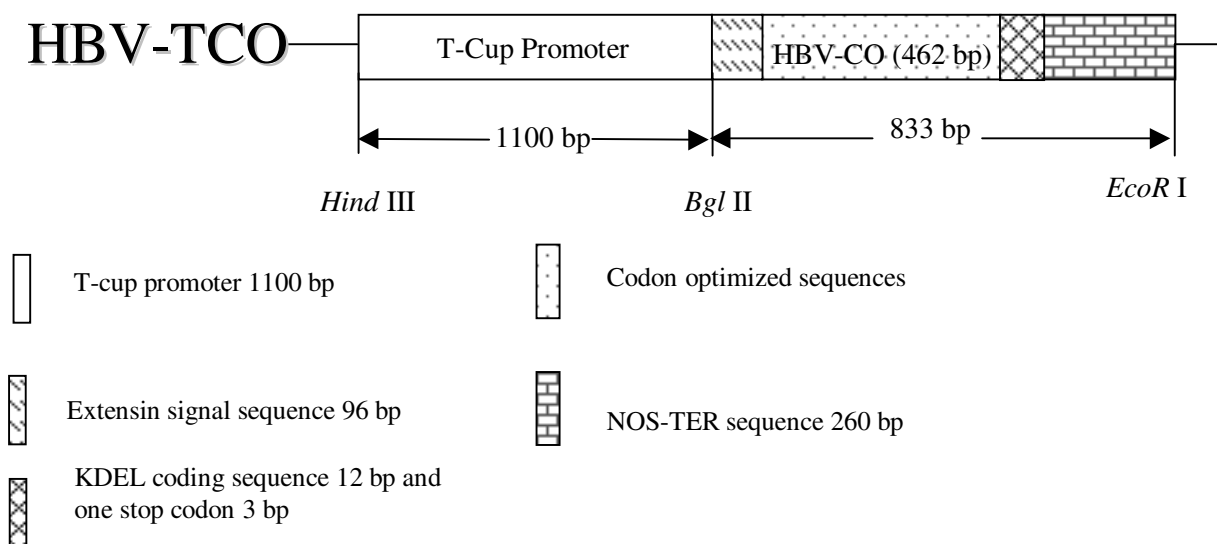 HBV-TCO
T-Cup Promoter
HBV-CO (462 bp)
1100 bp
833 bp
Hind III
Bgl II
EcoR I
T-cup promoter 1100 bp
Codon optimized sequences
Extensin signal sequence 96 bp
NOS-TER sequence 260 bp
KDEL coding sequence 12 bp and
one stop codon 3 bp